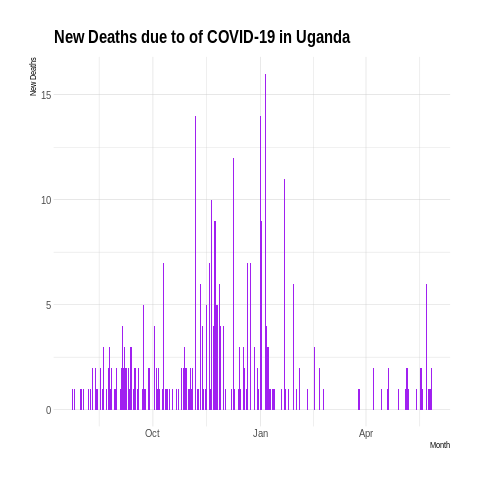 New Deaths due to of COVID-19 in Uganda
New Deaths
15
10
5
0
Oct Jan Apr
Month